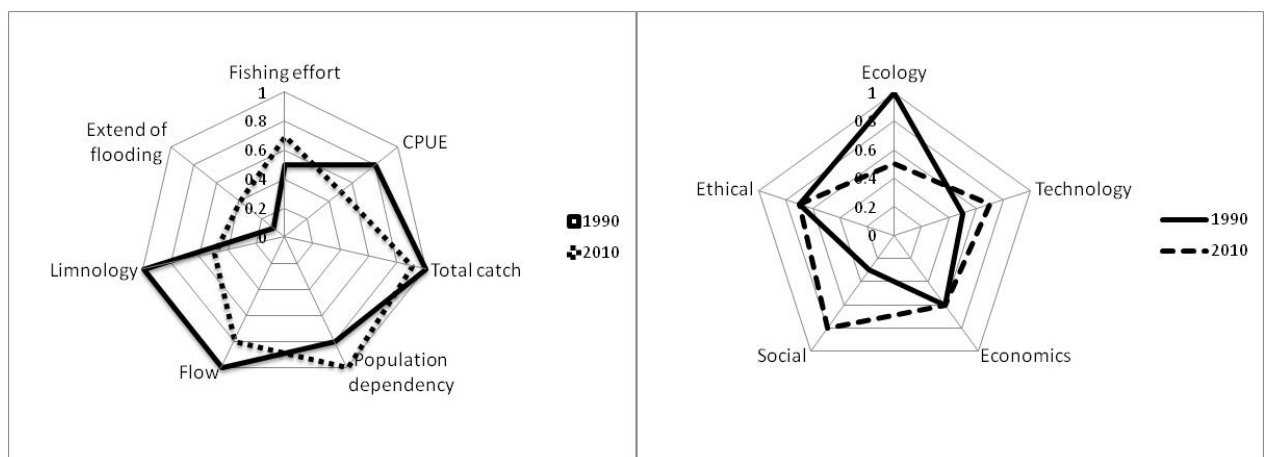 Fishing effort
1
0.8
0.6
0.4
0.2
0
CPUE
Total catch
Population
dependency
Flow
Limnology
Extend of
flooding
1990
2010
Ecology
1
0.8
0.6
0.4
0.2
0
Technology
Economics
Social
Ethical
1990
2010